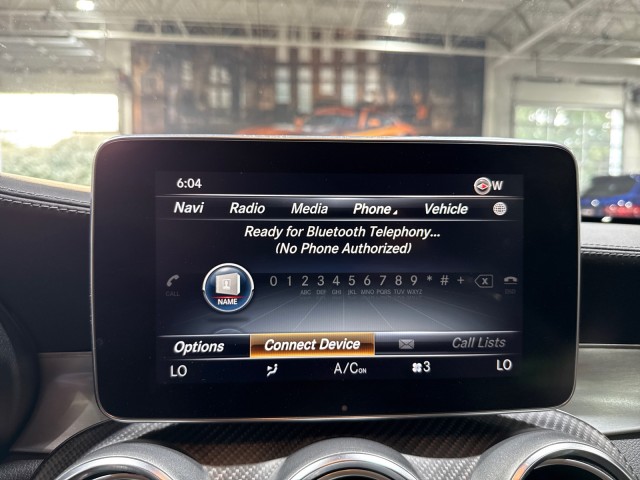 6:04 W
Navi Radio Media Phone Vehicle
Ready for Bluetooth Telephony...
(No Phone Authorized)
0 1 2 3 4 5 6 7 8 9 * # +
CALL ABC DEF GHI JKL MNO PQRS TUV WXYZ END
NAME
Options Connect Device Call Lists
LO A/C ON 3 LO